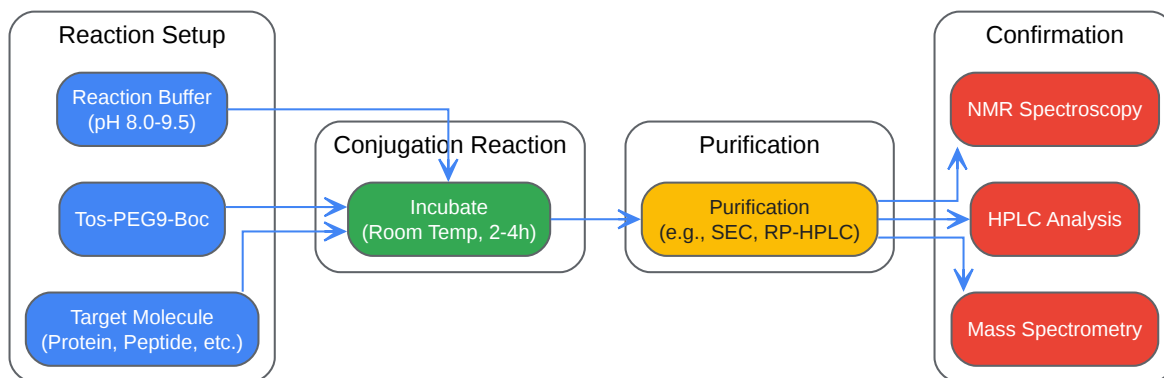 Reaction Setup
Reaction Buffer
(pH 8.0-9.5)
Tos-PEG9-Boc
Target Molecule
(Protein, Peptide, etc.)
Conjugation Reaction
Incubate
(Room Temp, 2-4h)
Purification
Purification
(e.g., SEC, RP-HPLC)
Confirmation
NMR Spectroscopy
HPLC Analysis
Mass Spectrometry